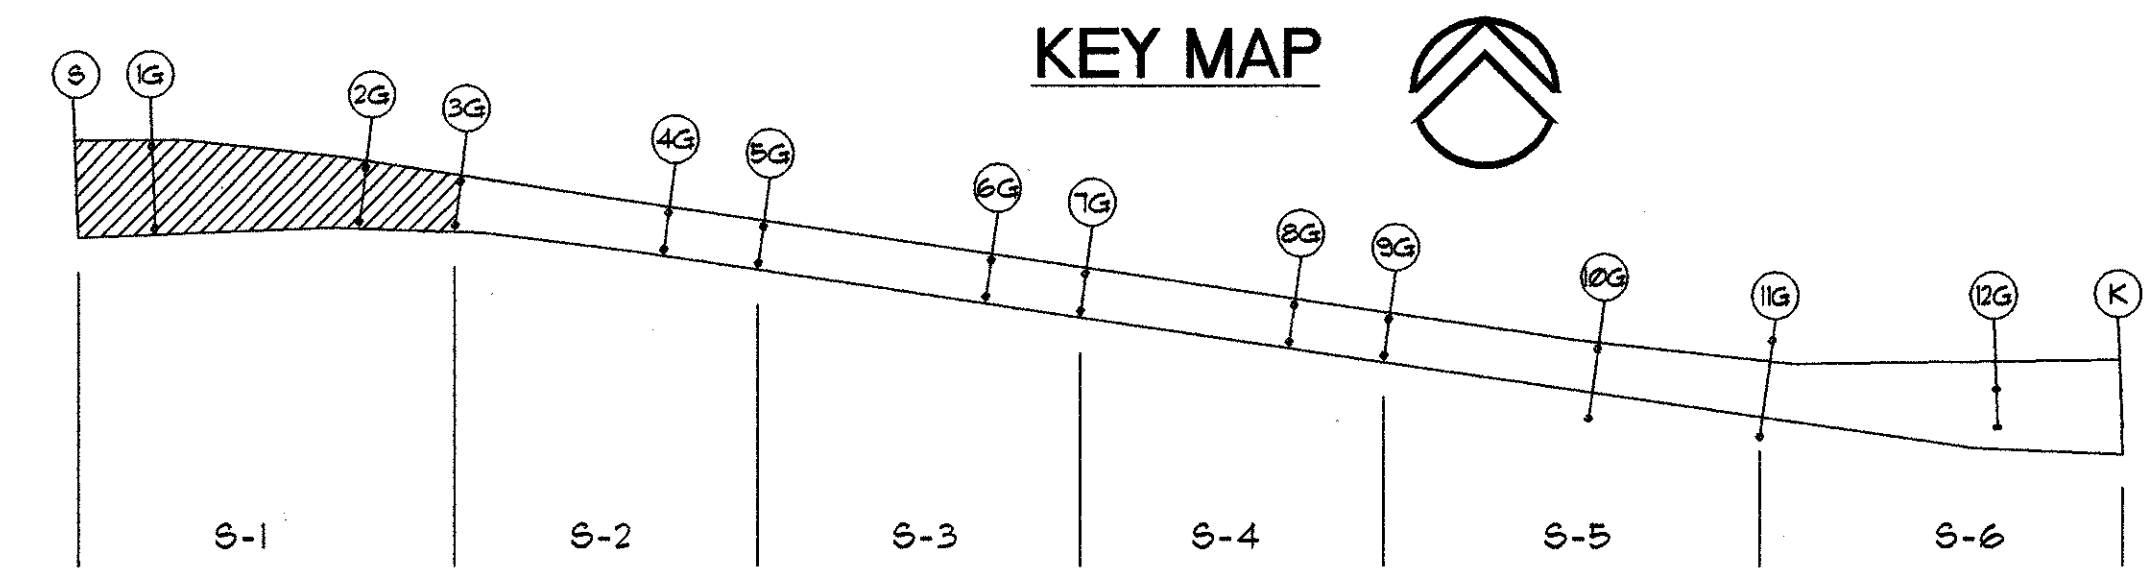 KEY MAP
S 1G 2G 3G 4G 5G 6G 7G 8G 9G 10G 11G 12G K
S-1 S-2 S-3 S-4 S-5 S-6